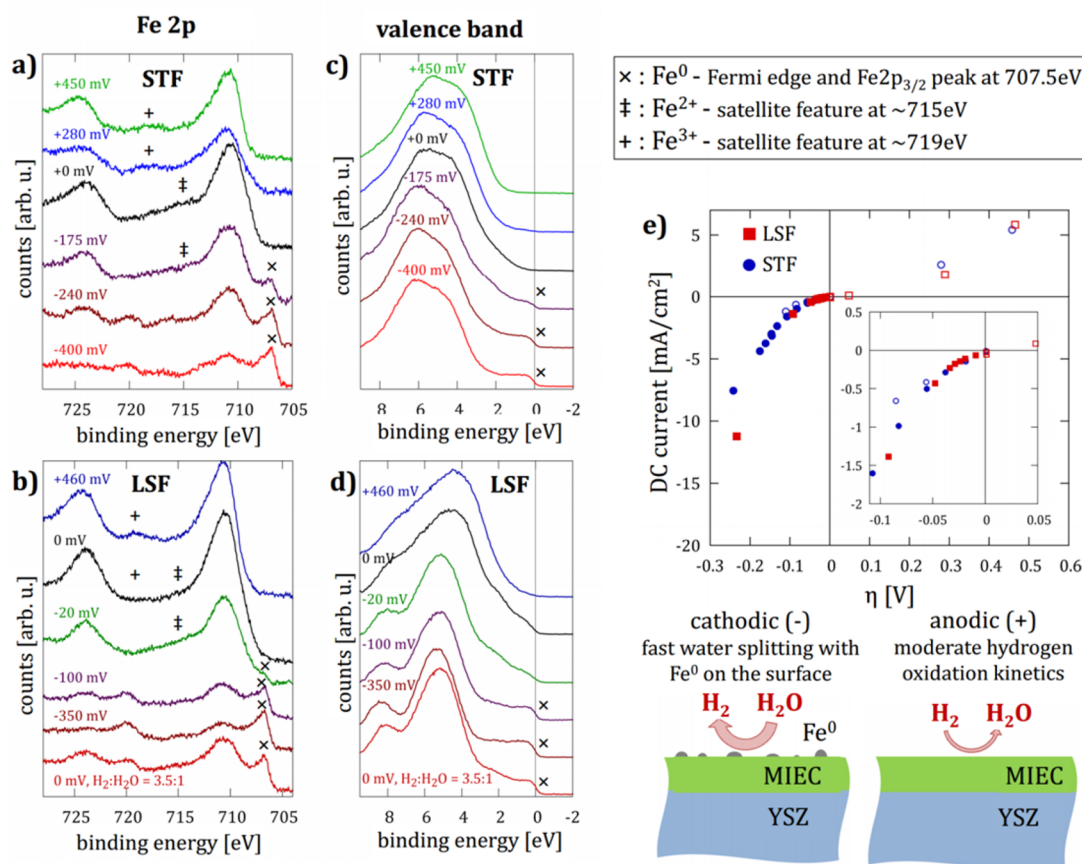 Fe 2p
a)
STF
+450 mV
+
+280 mV
+
+0 mV
‡
-175 mV
‡
×
-240 mV
×
-400 mV
×
counts [arb. u.]
725 720 715 710 705
binding energy [eV]
valence band
c)
STF
+450 mV
+280 mV
+0 mV
-175 mV
-240 mV
-400 mV
×
×
×
counts [arb. u.]
8 6 4 2 0 -2
binding energy [eV]
× : Fe⁰ - Fermi edge and Fe2p3/2 peak at 707.5eV
‡ : Fe²⁺ - satellite feature at ~715eV
+ : Fe³⁺ - satellite feature at ~719eV
b)
LSF
+460 mV
+
0 mV
+ ‡
-20 mV
‡
×
-100 mV
×
-350 mV
×
×
0 mV, H₂:H₂O = 3.5:1
counts [arb. u.]
725 720 715 710 705
binding energy [eV]
d)
LSF
+460 mV
0 mV
-20 mV
-100 mV
-350 mV
×
×
×
0 mV, H₂:H₂O = 3.5:1
counts [arb. u.]
8 6 4 2 0 -2
binding energy [eV]
e)
LSF
STF
DC current [mA/cm²]
5
0
-5
-10
-15
-20
-0.3 -0.2 -0.1 0 0.1 0.2 0.3 0.4 0.5 0.6
η [V]
0.5
0
-0.5
-1
-1.5
-2
-0.1 -0.05 0 0.05
cathodic (-)
fast water splitting with
Fe⁰ on the surface
H₂ H₂O
Fe⁰
MIEC
YSZ
anodic (+)
moderate hydrogen
oxidation kinetics
H₂ H₂O
MIEC
YSZ